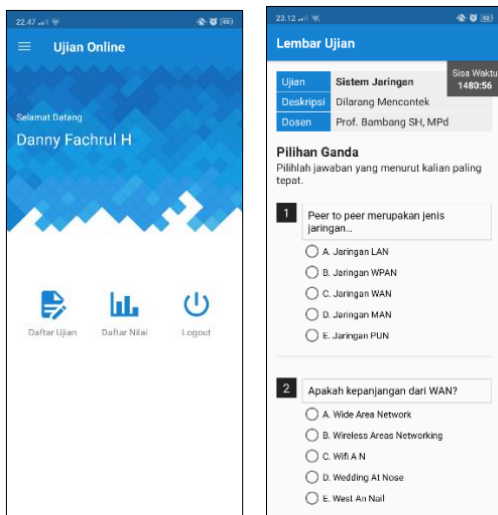 22.47
Ujian Online
Selamat Datang
Danny Fachrul H
Daftar Ujian
Daftar Nilai
Logout
23.12
Lembar Ujian
Sisa Waktu
1480:56
Ujian Sistem Jaringan
Deskripsi Dilarang Mencontek
Dosen Prof. Bambang SH, MPd
Pilihan Ganda
Pilihlah jawaban yang menurut kalian paling
tepat.
1 Peer to peer merupakan jenis
jaringan...
A. Jaringan LAN
B. Jaringan WPAN
C. Jaringan WAN
D. Jaringan MAN
E. Jaringan PUN
2 Apakah kepanjangan dari WAN?
A. Wide Area Network
B. Wireless Areas Networking
C. Wifi A N
D. Wedding At Nose
E. West An Nail